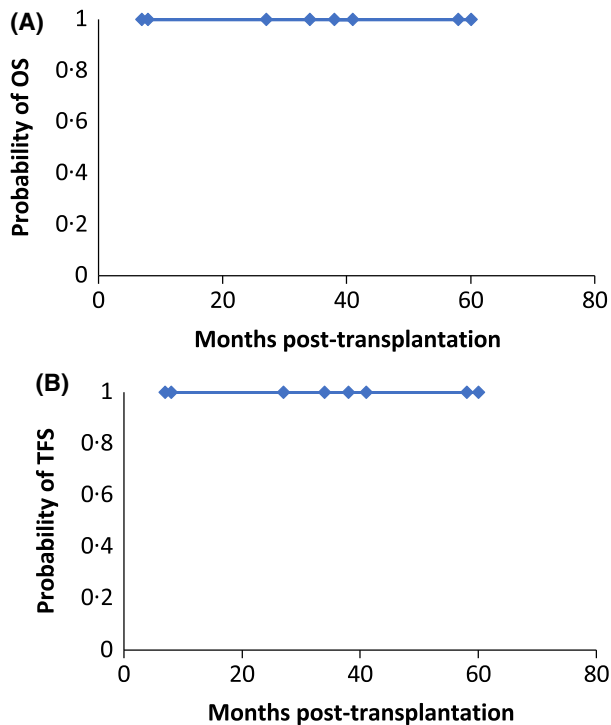 (A)
Probability of OS
1
0·8
0·6
0·4
0·2
0
0 20 40 60 80
Months post-transplantation
(B)
Probability of TFS
1
0·8
0·6
0·4
0·2
0
0 20 40 60 80
Months post-transplantation